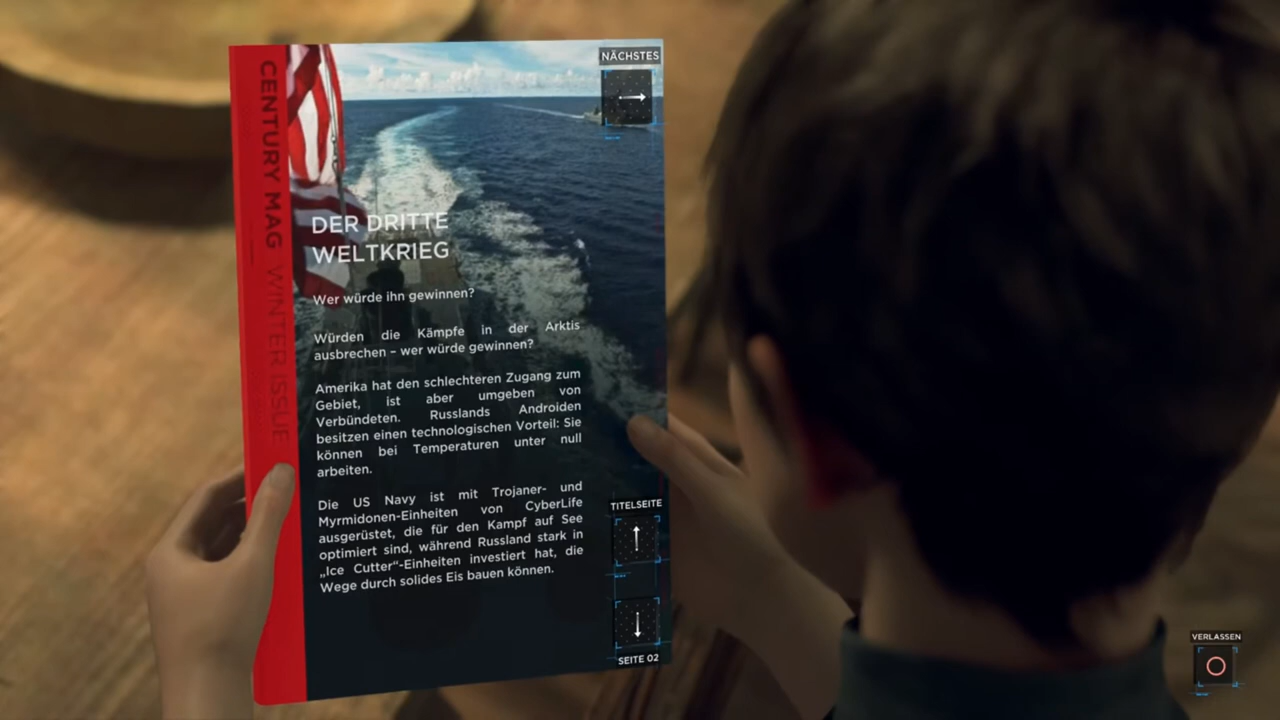 CENTURY MAG WINTER ISSUE
NÄCHSTES
DER DRITTE
WELTKRIEG
Wer würde ihn gewinnen?
Würden die Kämpfe in der Arktis
ausbrechen – wer würde gewinnen?
Amerika hat den schlechteren Zugang zum
Gebiet, ist aber umgeben von
Verbündeten. Russlands Androiden
besitzen einen technologischen Vorteil: Sie
können bei Temperaturen unter null
arbeiten.
Die US Navy ist mit Trojaner- und
Myrmidonen-Einheiten von CyberLife
ausgerüstet, die für den Kampf auf See
optimiert sind, während Russland stark in
„Ice Cutter“-Einheiten investiert hat, die
Wege durch solides Eis bauen können.
TITELSEITE
SEITE 02
VERLASSEN